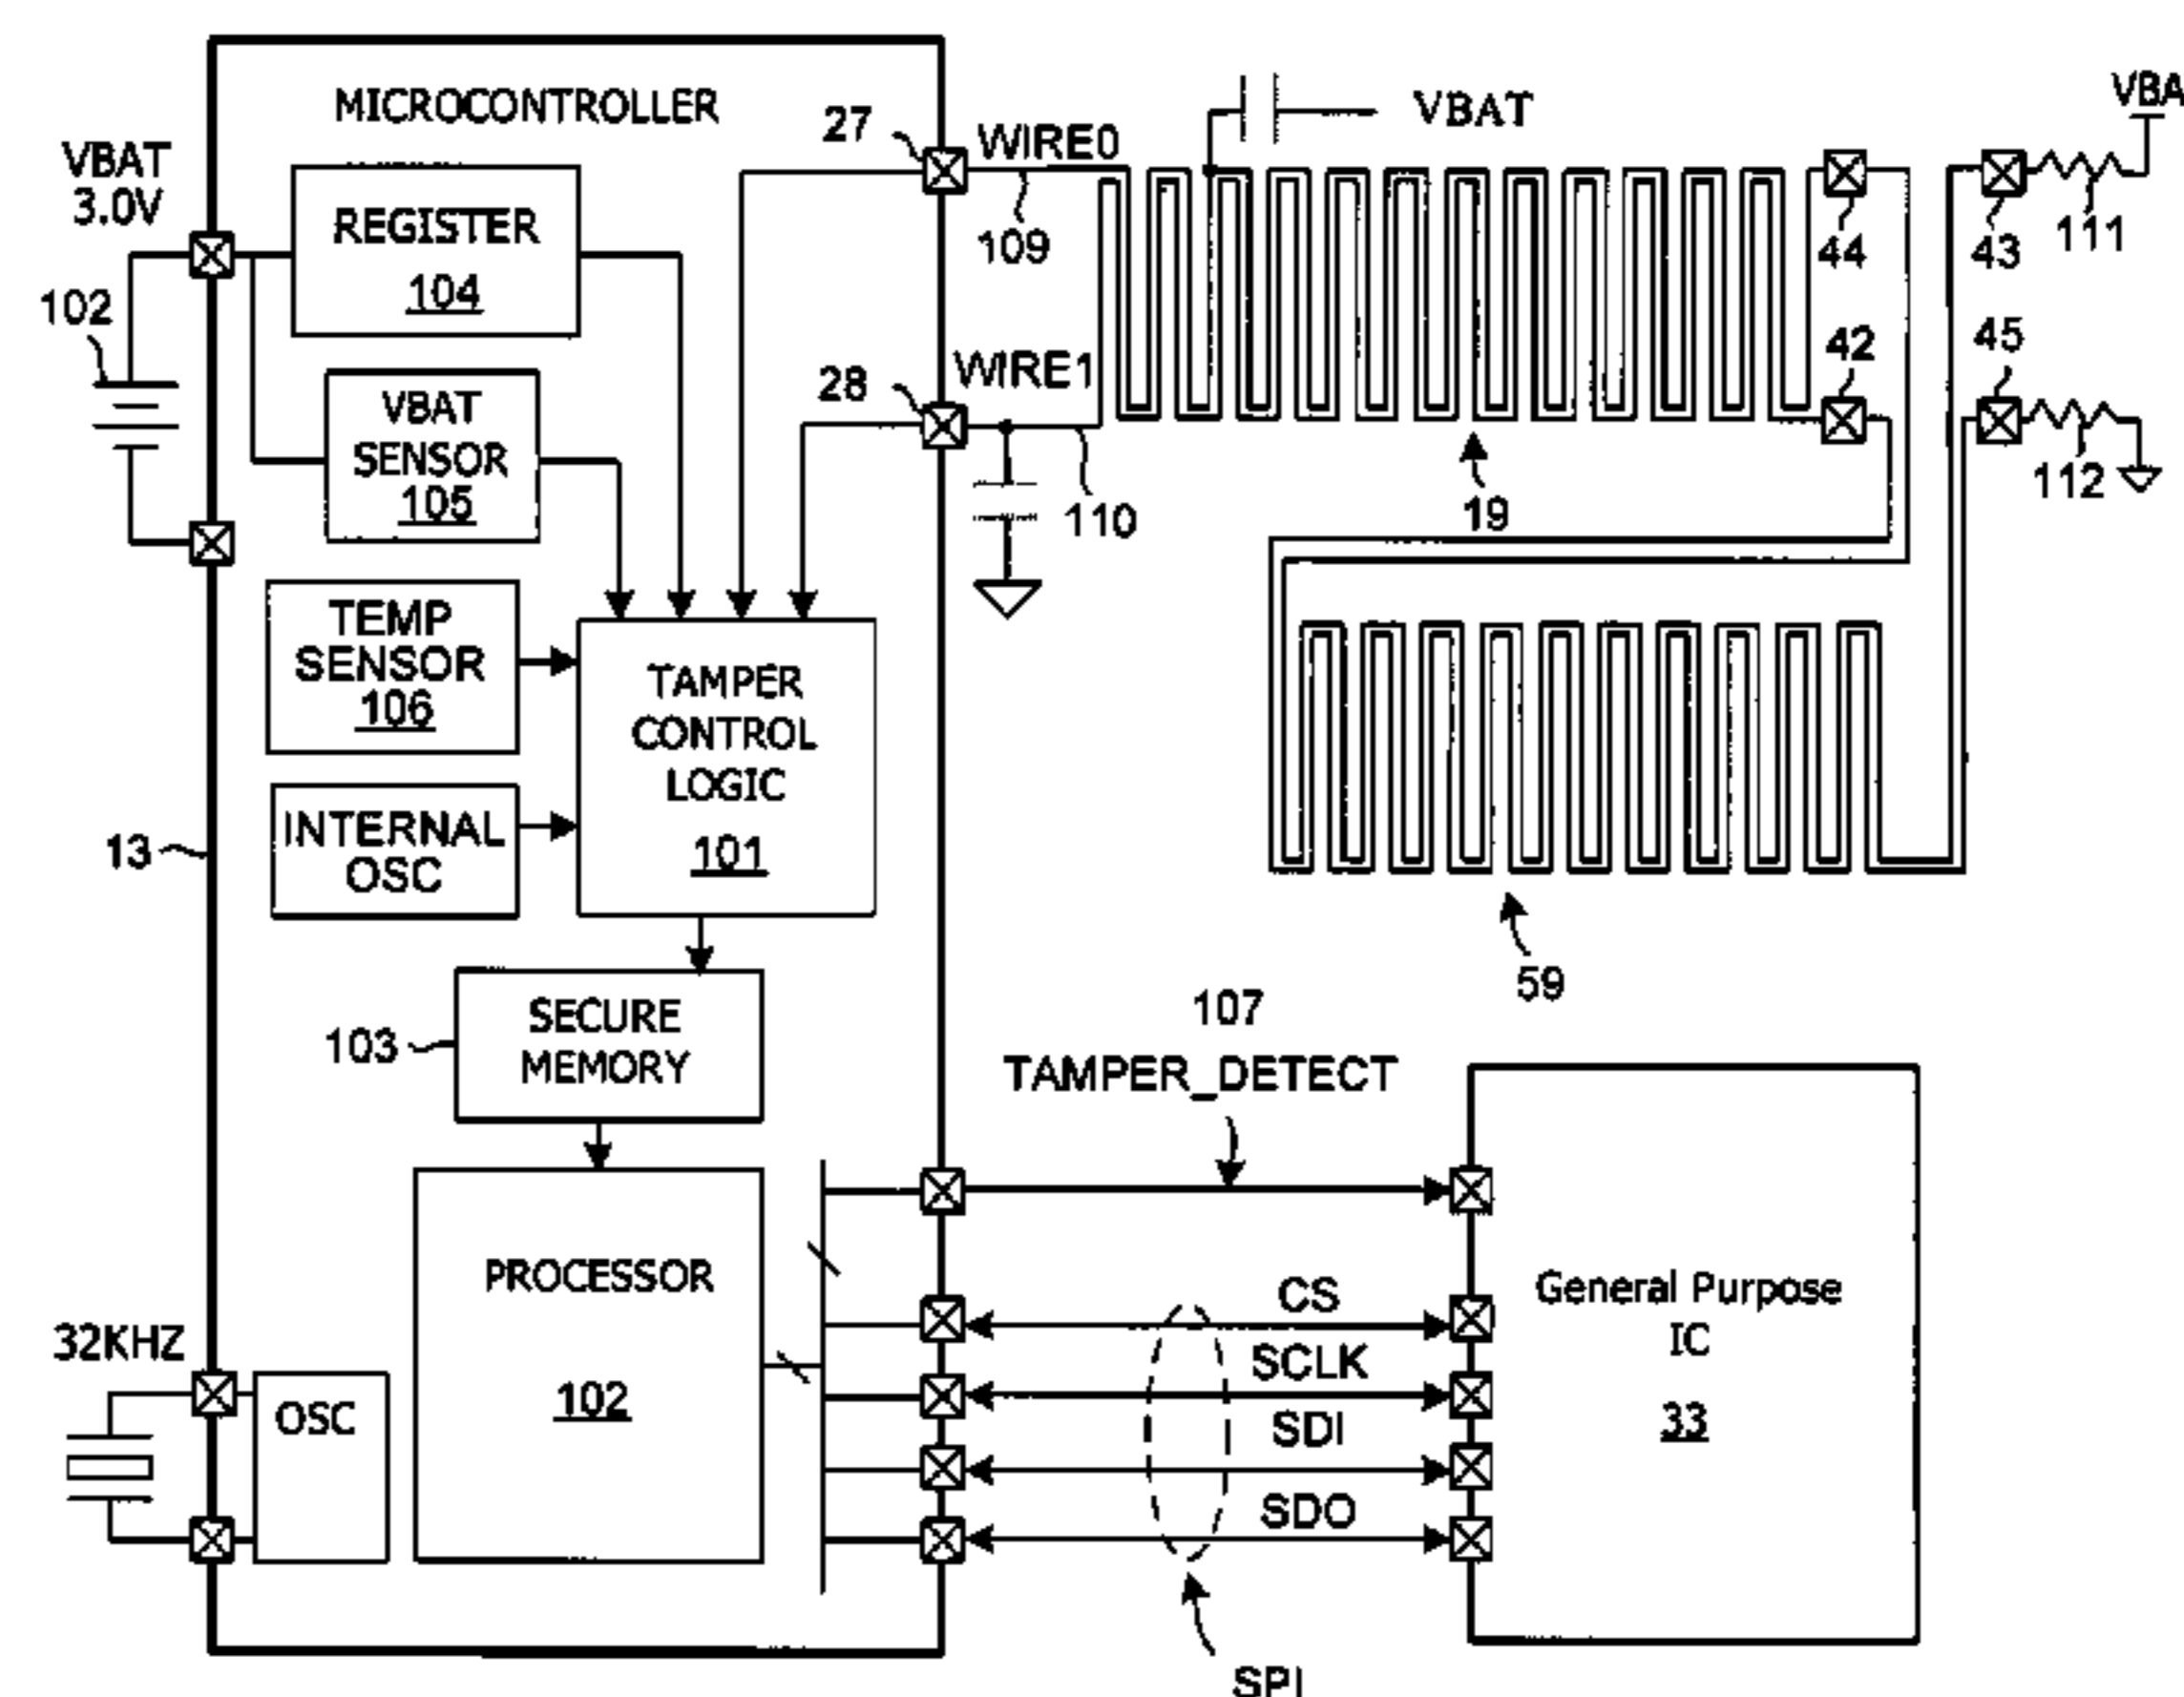 MICROCONTROLLER
VBAT
3.0V
102
REGISTER
104
VBAT
SENSOR
105
TEMP
SENSOR
106
INTERNAL
OSC
13
TAMPER
CONTROL
LOGIC
101
103
SECURE
MEMORY
PROCESSOR
102
32KHZ
OSC
27
WIRE0
109
VBAT
28
WIRE1
110
19
44
42
43
45
VBA
111
112
59
107
TAMPER_DETECT
CS
SCLK
SDI
SDO
SPI
General Purpose
IC
33